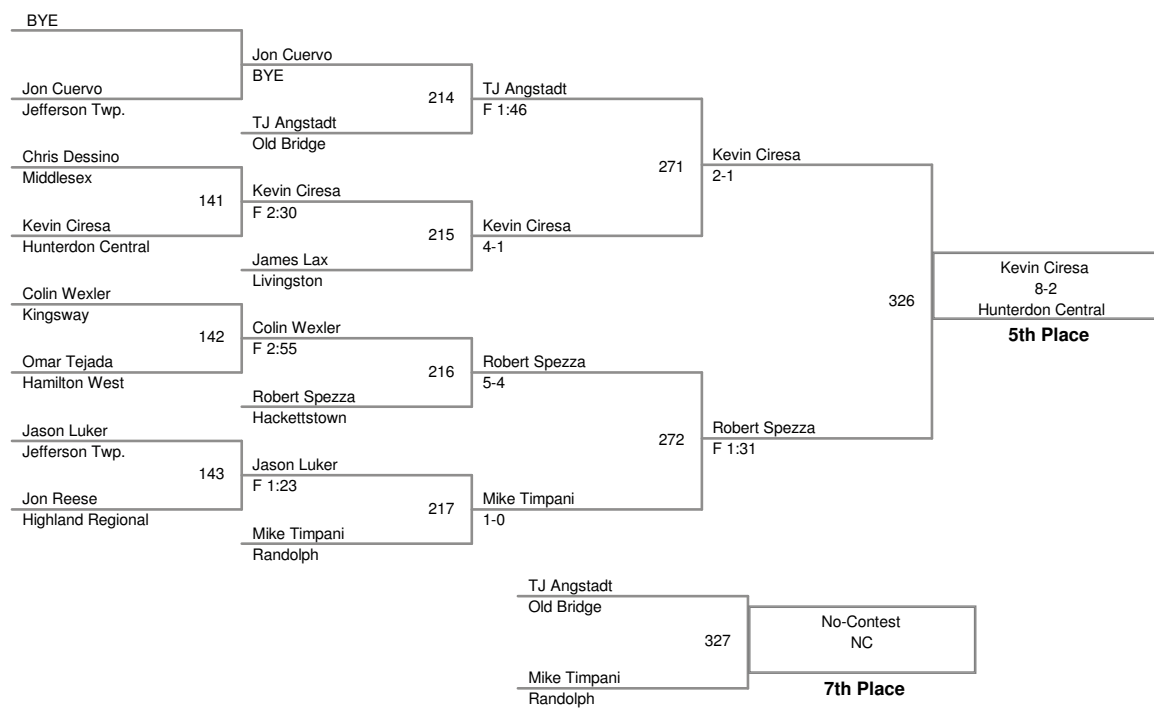 BYE
Jon Cuervo
Jefferson Twp.
Chris Dessino
Middlesex
141
Kevin Ciresa
Hunterdon Central
Colin Wexler
Kingsway
142
Omar Tejada
Hamilton West
Jason Luker
Jefferson Twp.
143
Jon Reese
Highland Regional
Jon Cuervo
BYE
214
TJ Angstadt
Old Bridge
Kevin Ciresa
F 2:30
215
James Lax
Livingston
Colin Wexler
F 2:55
216
Robert Spezza
Hackettstown
Jason Luker
F 1:23
217
Mike Timpani
Randolph
TJ Angstadt
F 1:46
271
Kevin Ciresa
4-1
Robert Spezza
5-4
272
Mike Timpani
1-0
Kevin Ciresa
2-1
326
Robert Spezza
F 1:31
Kevin Ciresa
8-2
Hunterdon Central
5th Place
TJ Angstadt
Old Bridge
327
Mike Timpani
Randolph
No-Contest
NC
7th Place